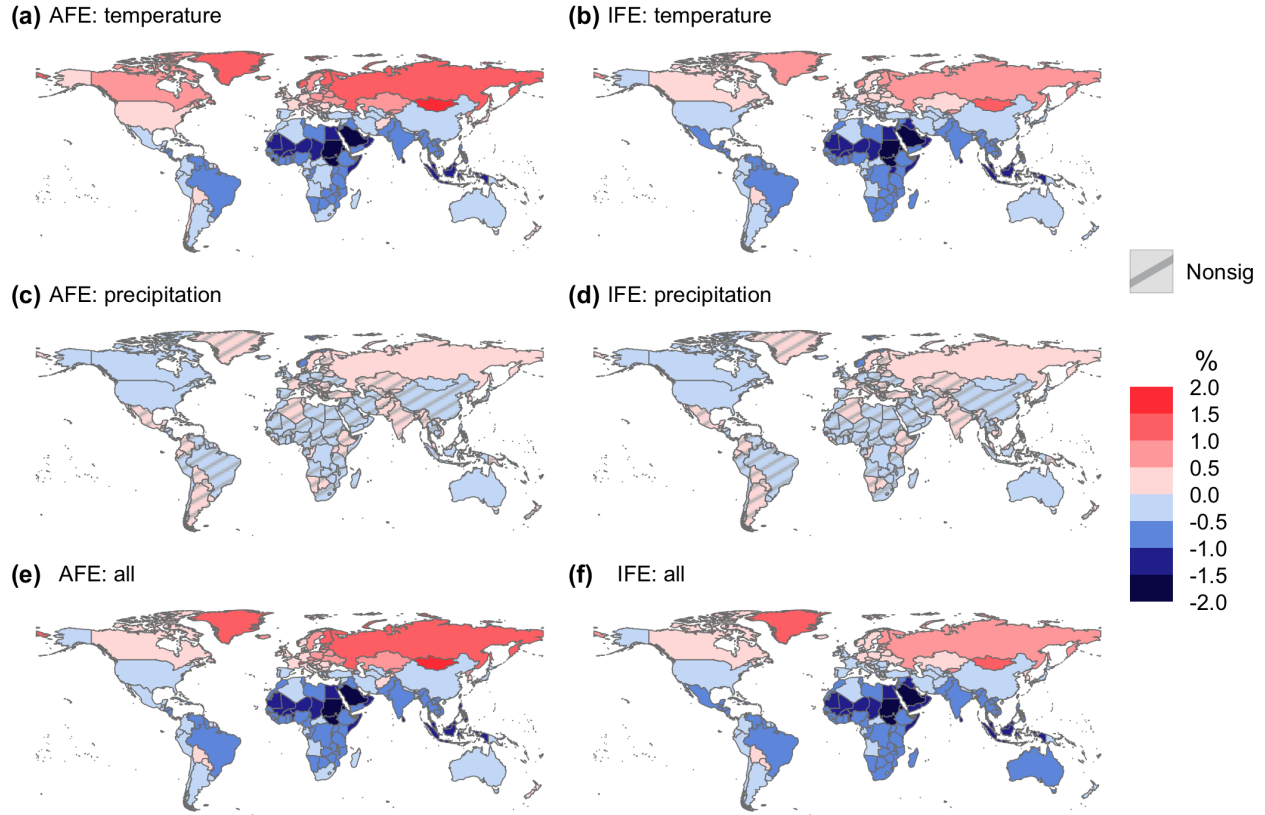 (a) AFE: temperature
(b) IFE: temperature
(c) AFE: precipitation
(d) IFE: precipitation
(e) AFE: all
(f) IFE: all
Nonsig
%
2.0
1.5
1.0
0.5
0.0
-0.5
-1.0
-1.5
-2.0